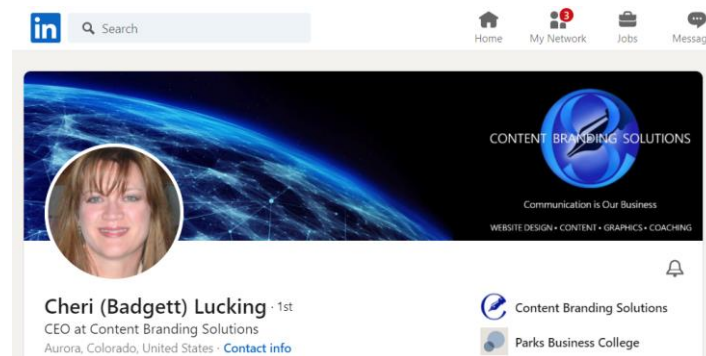 in
Search
3
Home
My Network
Jobs
Messag
CONTENT BRANDING SOLUTIONS
Communication is Our Business
WEBSITE DESIGN • CONTENT • GRAPHICS • COACHING
Cheri (Badgett) Lucking · 1st
CEO at Content Branding Solutions
Aurora, Colorado, United States · Contact info
Content Branding Solutions
Parks Business College